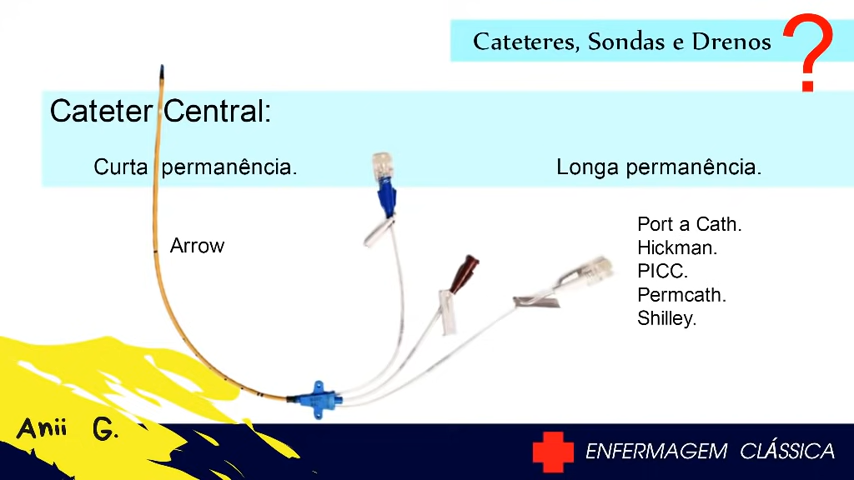 Cateteres, Sondas e Drenos ?
Cateter Central:
Curta permanência.
Longa permanência.
Arrow
Port a Cath.
Hickman.
PICC.
Permcath.
Shilley.
Anii G.
ENFERMAGEM CLÁSSICA